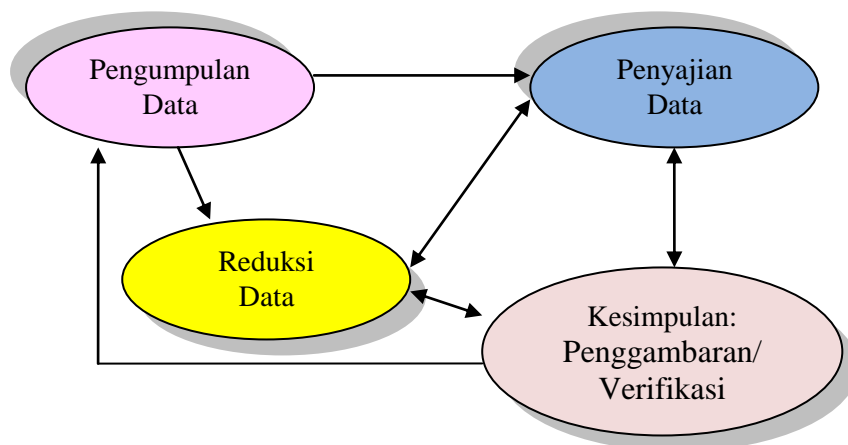 Pengumpulan
Data
Penyajian
Data
Reduksi
Data
Kesimpulan:
Penggambaran/
Verifikasi